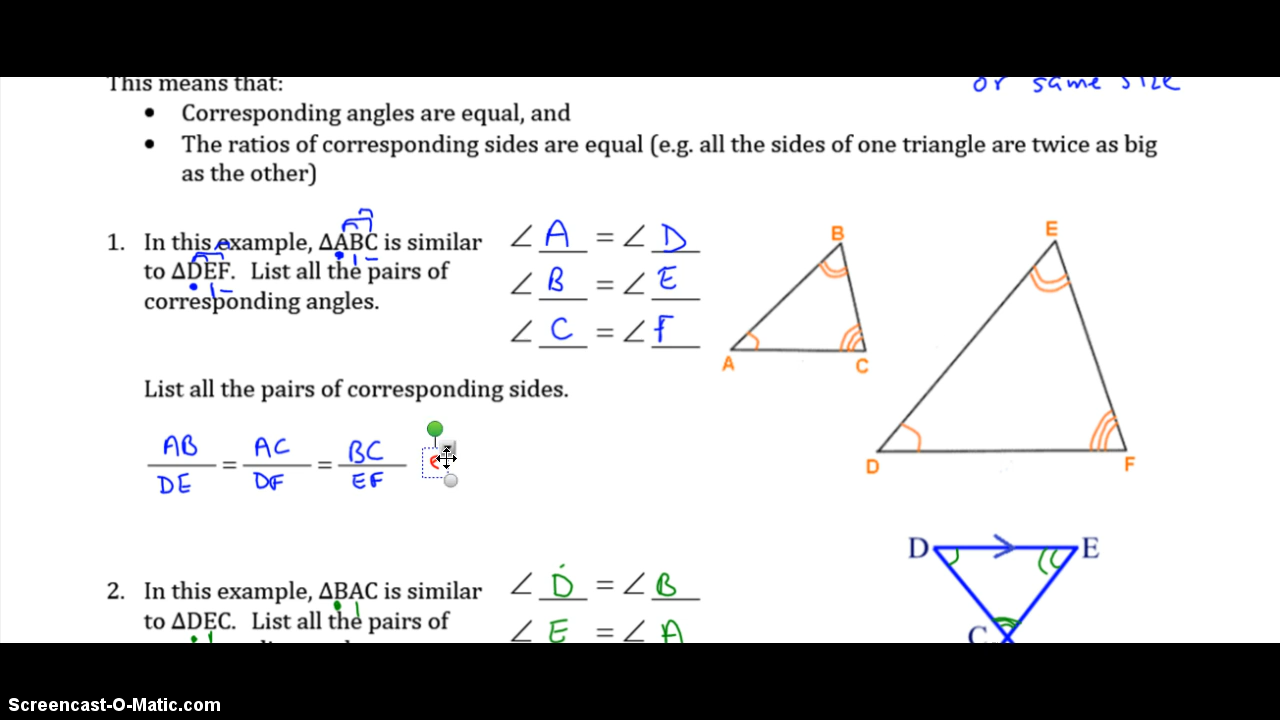 This means that:
or same size
• Corresponding angles are equal, and
• The ratios of corresponding sides are equal (e.g. all the sides of one triangle are twice as big
as the other)
1. In this example, ΔABC is similar
to ΔDEF. List all the pairs of
corresponding angles.
∠ A = ∠ D
∠ B = ∠ E
∠ C = ∠ F
B
A
C
E
D
F
List all the pairs of corresponding sides.
AB/DE = AC/DF = BC/EF
2. In this example, ΔBAC is similar
to ΔDEC. List all the pairs of
∠ D = ∠ B
∠ E = ∠ A
D
E
C
Screencast-O-Matic.com